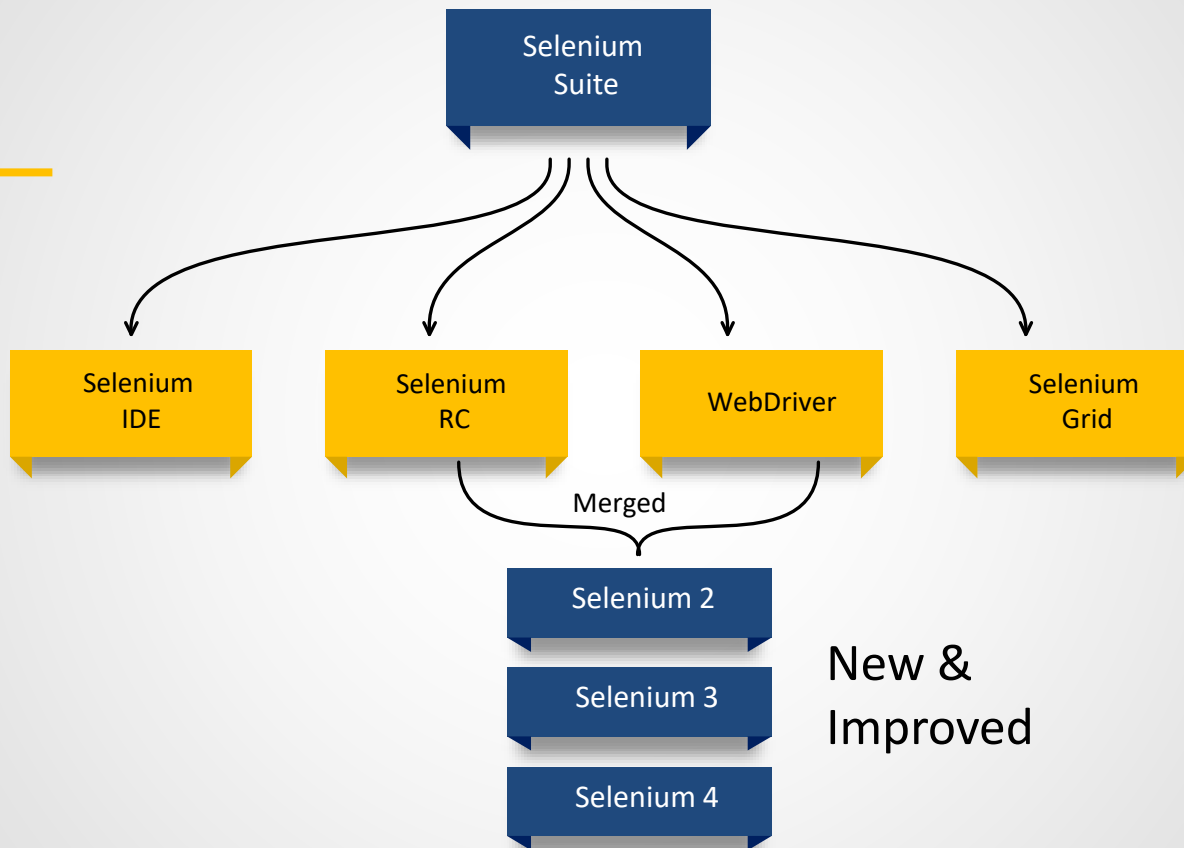 Selenium
Suite
Selenium
IDE
Selenium
RC
WebDriver
Selenium
Grid
Merged
Selenium 2
Selenium 3
Selenium 4
New &
Improved